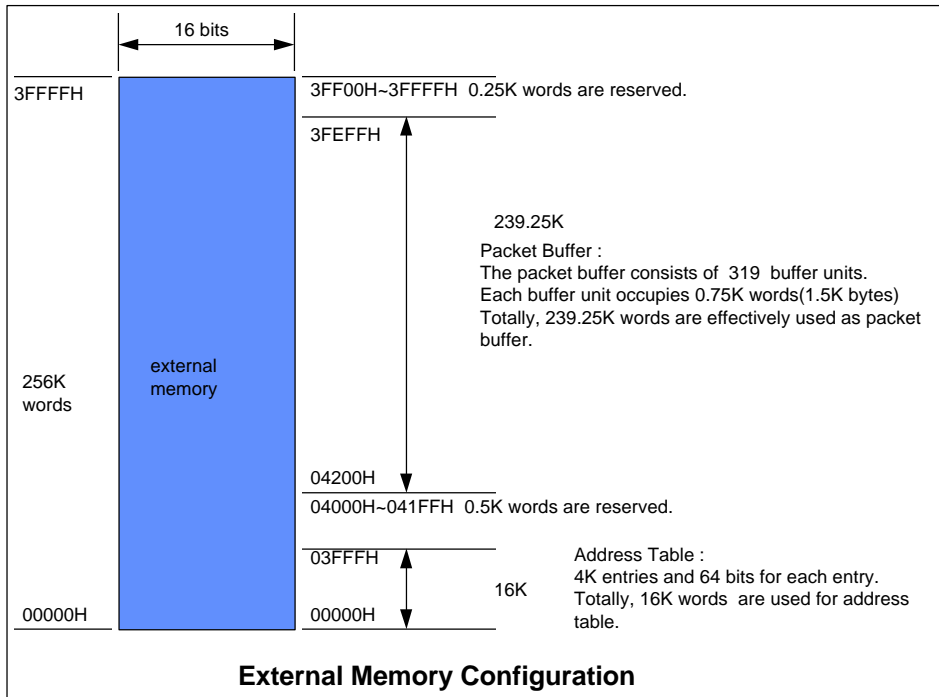 16 bits
3FFFFH
3FF00H~3FFFFH 0.25K words are reserved.
3FEFFH
239.25K
Packet Buffer :
The packet buffer consists of 319 buffer units.
Each buffer unit occupies 0.75K words(1.5K bytes)
Totally, 239.25K words are effectively used as packet
buffer.
external
memory
256K
words
04200H
04000H~041FFH 0.5K words are reserved.
03FFFH
Address Table :
4K entries and 64 bits for each entry.
Totally, 16K words are used for address
table.
16K
00000H
00000H
External Memory Configuration